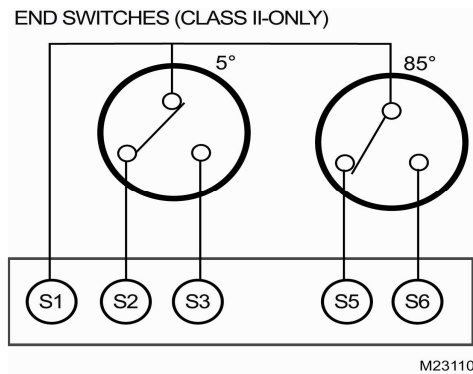 END SWITCHES (CLASS II-ONLY)
5°
85°
S1 S2 S3 S5 S6
M23110